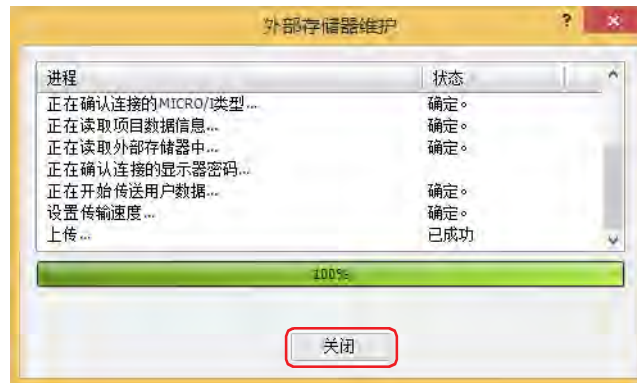 外部存储器维护
? ×
进程 状态
正在确认连接的MICRO/I类型... 确定。
正在读取项目数据信息... 确定。
正在读取外部存储器中... 确定。
正在确认连接的显示器密码...
正在开始传送用户数据... 确定。
设置传输速度... 确定。
上传... 已成功
100%
关闭